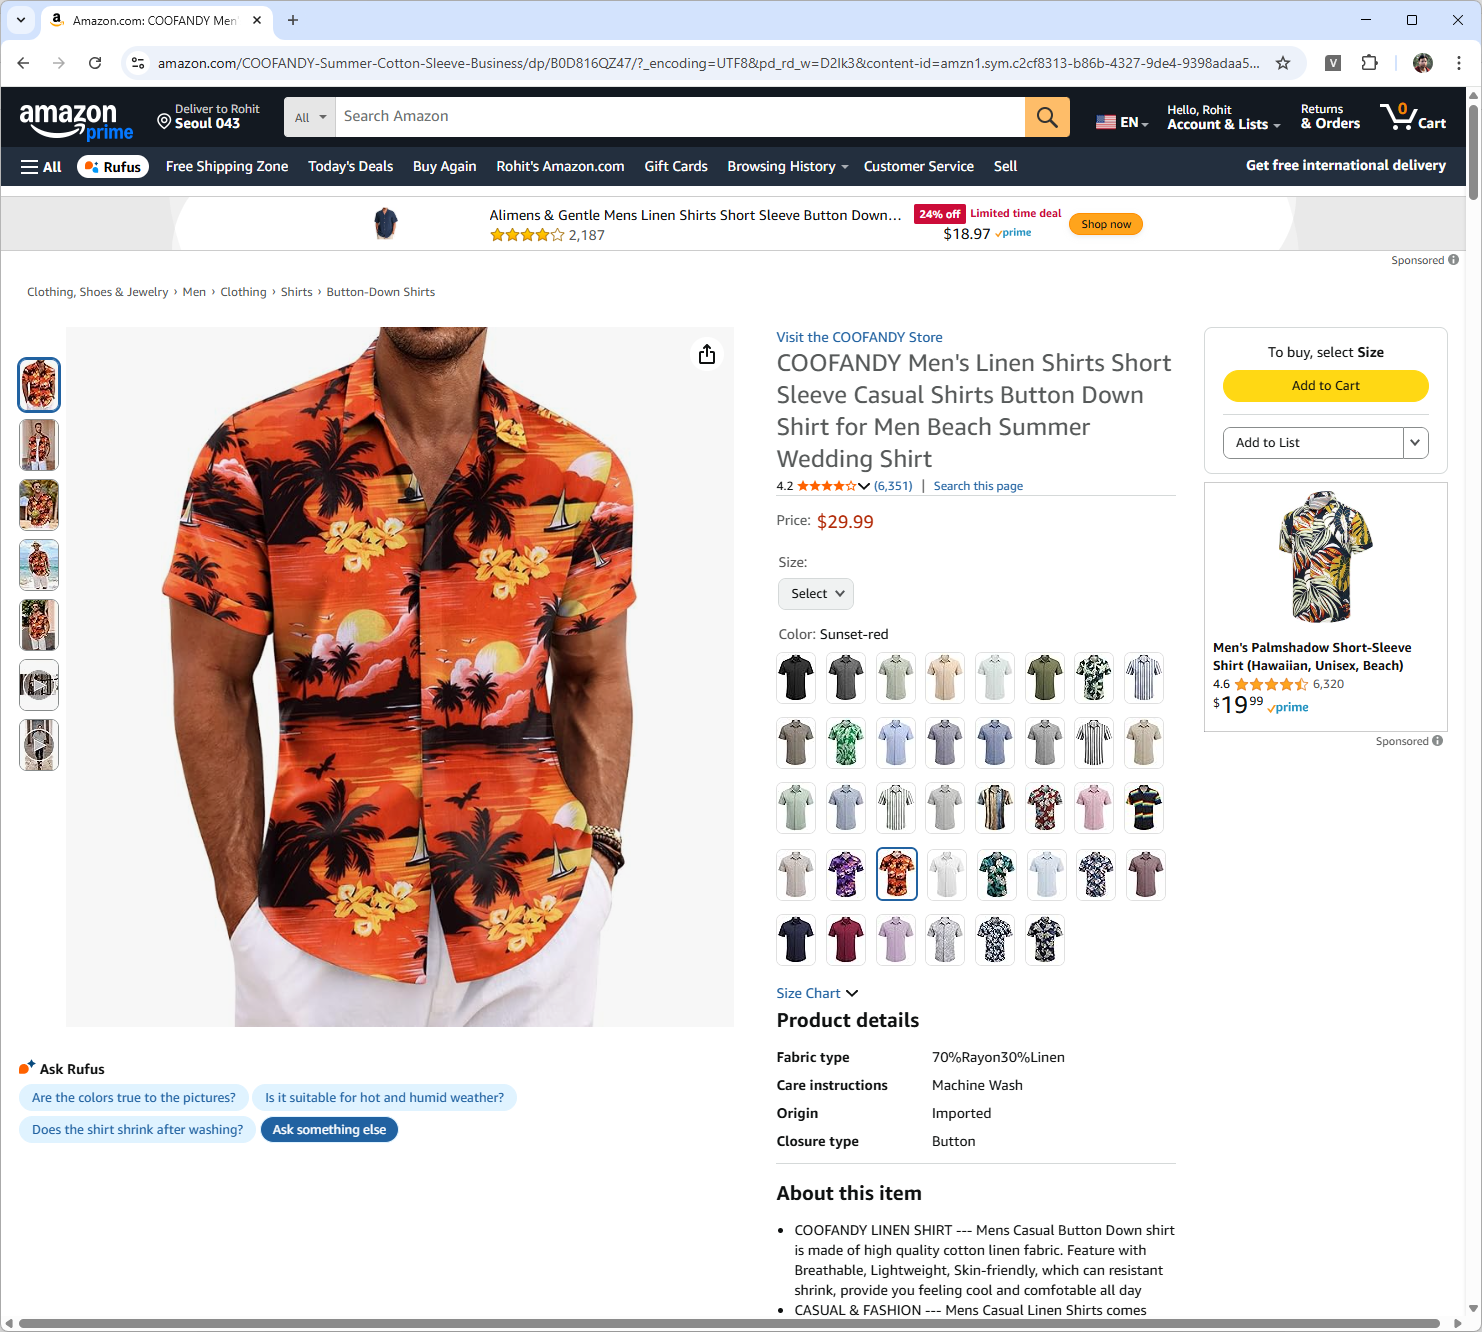 Amazon.com: COOFANDY Men
amazon.com/COOFANDY-Summer-Cotton-Sleeve-Business/dp/B0D816QZ47/?_encoding=UTF8&pd_rd_w=D2Ik3&content-id=amzn1.sym.c2cf8313-b86b-4327-9de4-9398adaa5...
V
amazon prime
Deliver to Rohit
Seoul 043
All
Search Amazon
EN
Hello, Rohit
Account & Lists
Returns
& Orders
0
Cart
All
Rufus
Free Shipping Zone
Today's Deals
Buy Again
Rohit's Amazon.com
Gift Cards
Browsing History
Customer Service
Sell
Get free international delivery
Alimens & Gentle Mens Linen Shirts Short Sleeve Button Down...
2,187
24% off Limited time deal
$18.97 prime
Shop now
Sponsored
Clothing, Shoes & Jewelry › Men › Clothing › Shirts › Button-Down Shirts
Visit the COOFANDY Store
COOFANDY Men's Linen Shirts Short
Sleeve Casual Shirts Button Down
Shirt for Men Beach Summer
Wedding Shirt
4.2 (6,351) | Search this page
Price: $29.99
Size:
Select
Color: Sunset-red
Size Chart
Product details
Fabric type 70%Rayon30%Linen
Care instructions Machine Wash
Origin Imported
Closure type Button
About this item
• COOFANDY LINEN SHIRT --- Mens Casual Button Down shirt
is made of high quality cotton linen fabric. Feature with
Breathable, Lightweight, Skin-friendly, which can resistant
shrink, provide you feeling cool and comfotable all day
• CASUAL & FASHION --- Mens Casual Linen Shirts comes
To buy, select Size
Add to Cart
Add to List
Men's Palmshadow Short-Sleeve
Shirt (Hawaiian, Unisex, Beach)
4.6 6,320
$19 99 prime
Sponsored
Ask Rufus
Are the colors true to the pictures?
Is it suitable for hot and humid weather?
Does the shirt shrink after washing?
Ask something else